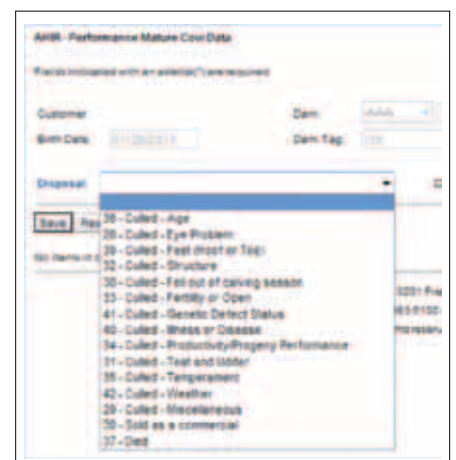 AHIR - Performance Mature Cow Data
Fields indicated with an asterisk(*) are required
Customer Dam: AAA
Birth Date: Dam Tag:
Disposal:
Save
36 - Culled - Age
- Culled - Eye Problem
- Culled - Feet (Hoof or Toe)
32 - Culled - Structure
30 - Culled - Fell out of calving season
33 - Culled - Fertility or Open
41 - Culled - Genetic Defect Status
40 - Culled - Illness or Disease
34 - Culled - Productivity/Progeny Performance
31 - Culled - Teat and Udder
35 - Culled - Temperament
42 - Culled - Weather
29 - Culled - Miscellaneous
- Sold as a commercial
37 - Died
No items